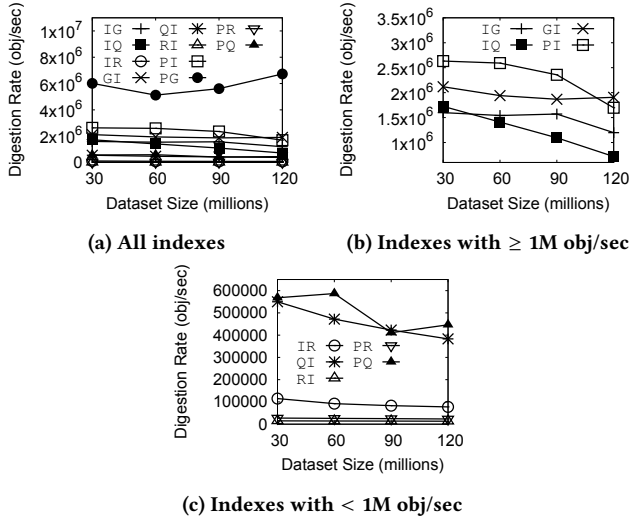 Digestion Rate (obj/sec)
1x10^7
8x10^6
6x10^6
4x10^6
2x10^6
0
IG QI PR
IQ RI PQ
IR PI
GI PG
30 60 90 120
Dataset Size (millions)
(a) All indexes
Digestion Rate (obj/sec)
3.5x10^6
3x10^6
2.5x10^6
2x10^6
1.5x10^6
1x10^6
IG GI
IQ PI
30 60 90 120
Dataset Size (millions)
(b) Indexes with ≥ 1M obj/sec
Digestion Rate (obj/sec)
600000
500000
400000
300000
200000
100000
0
IR PR
QI PQ
RI
30 60 90 120
Dataset Size (millions)
(c) Indexes with < 1M obj/sec